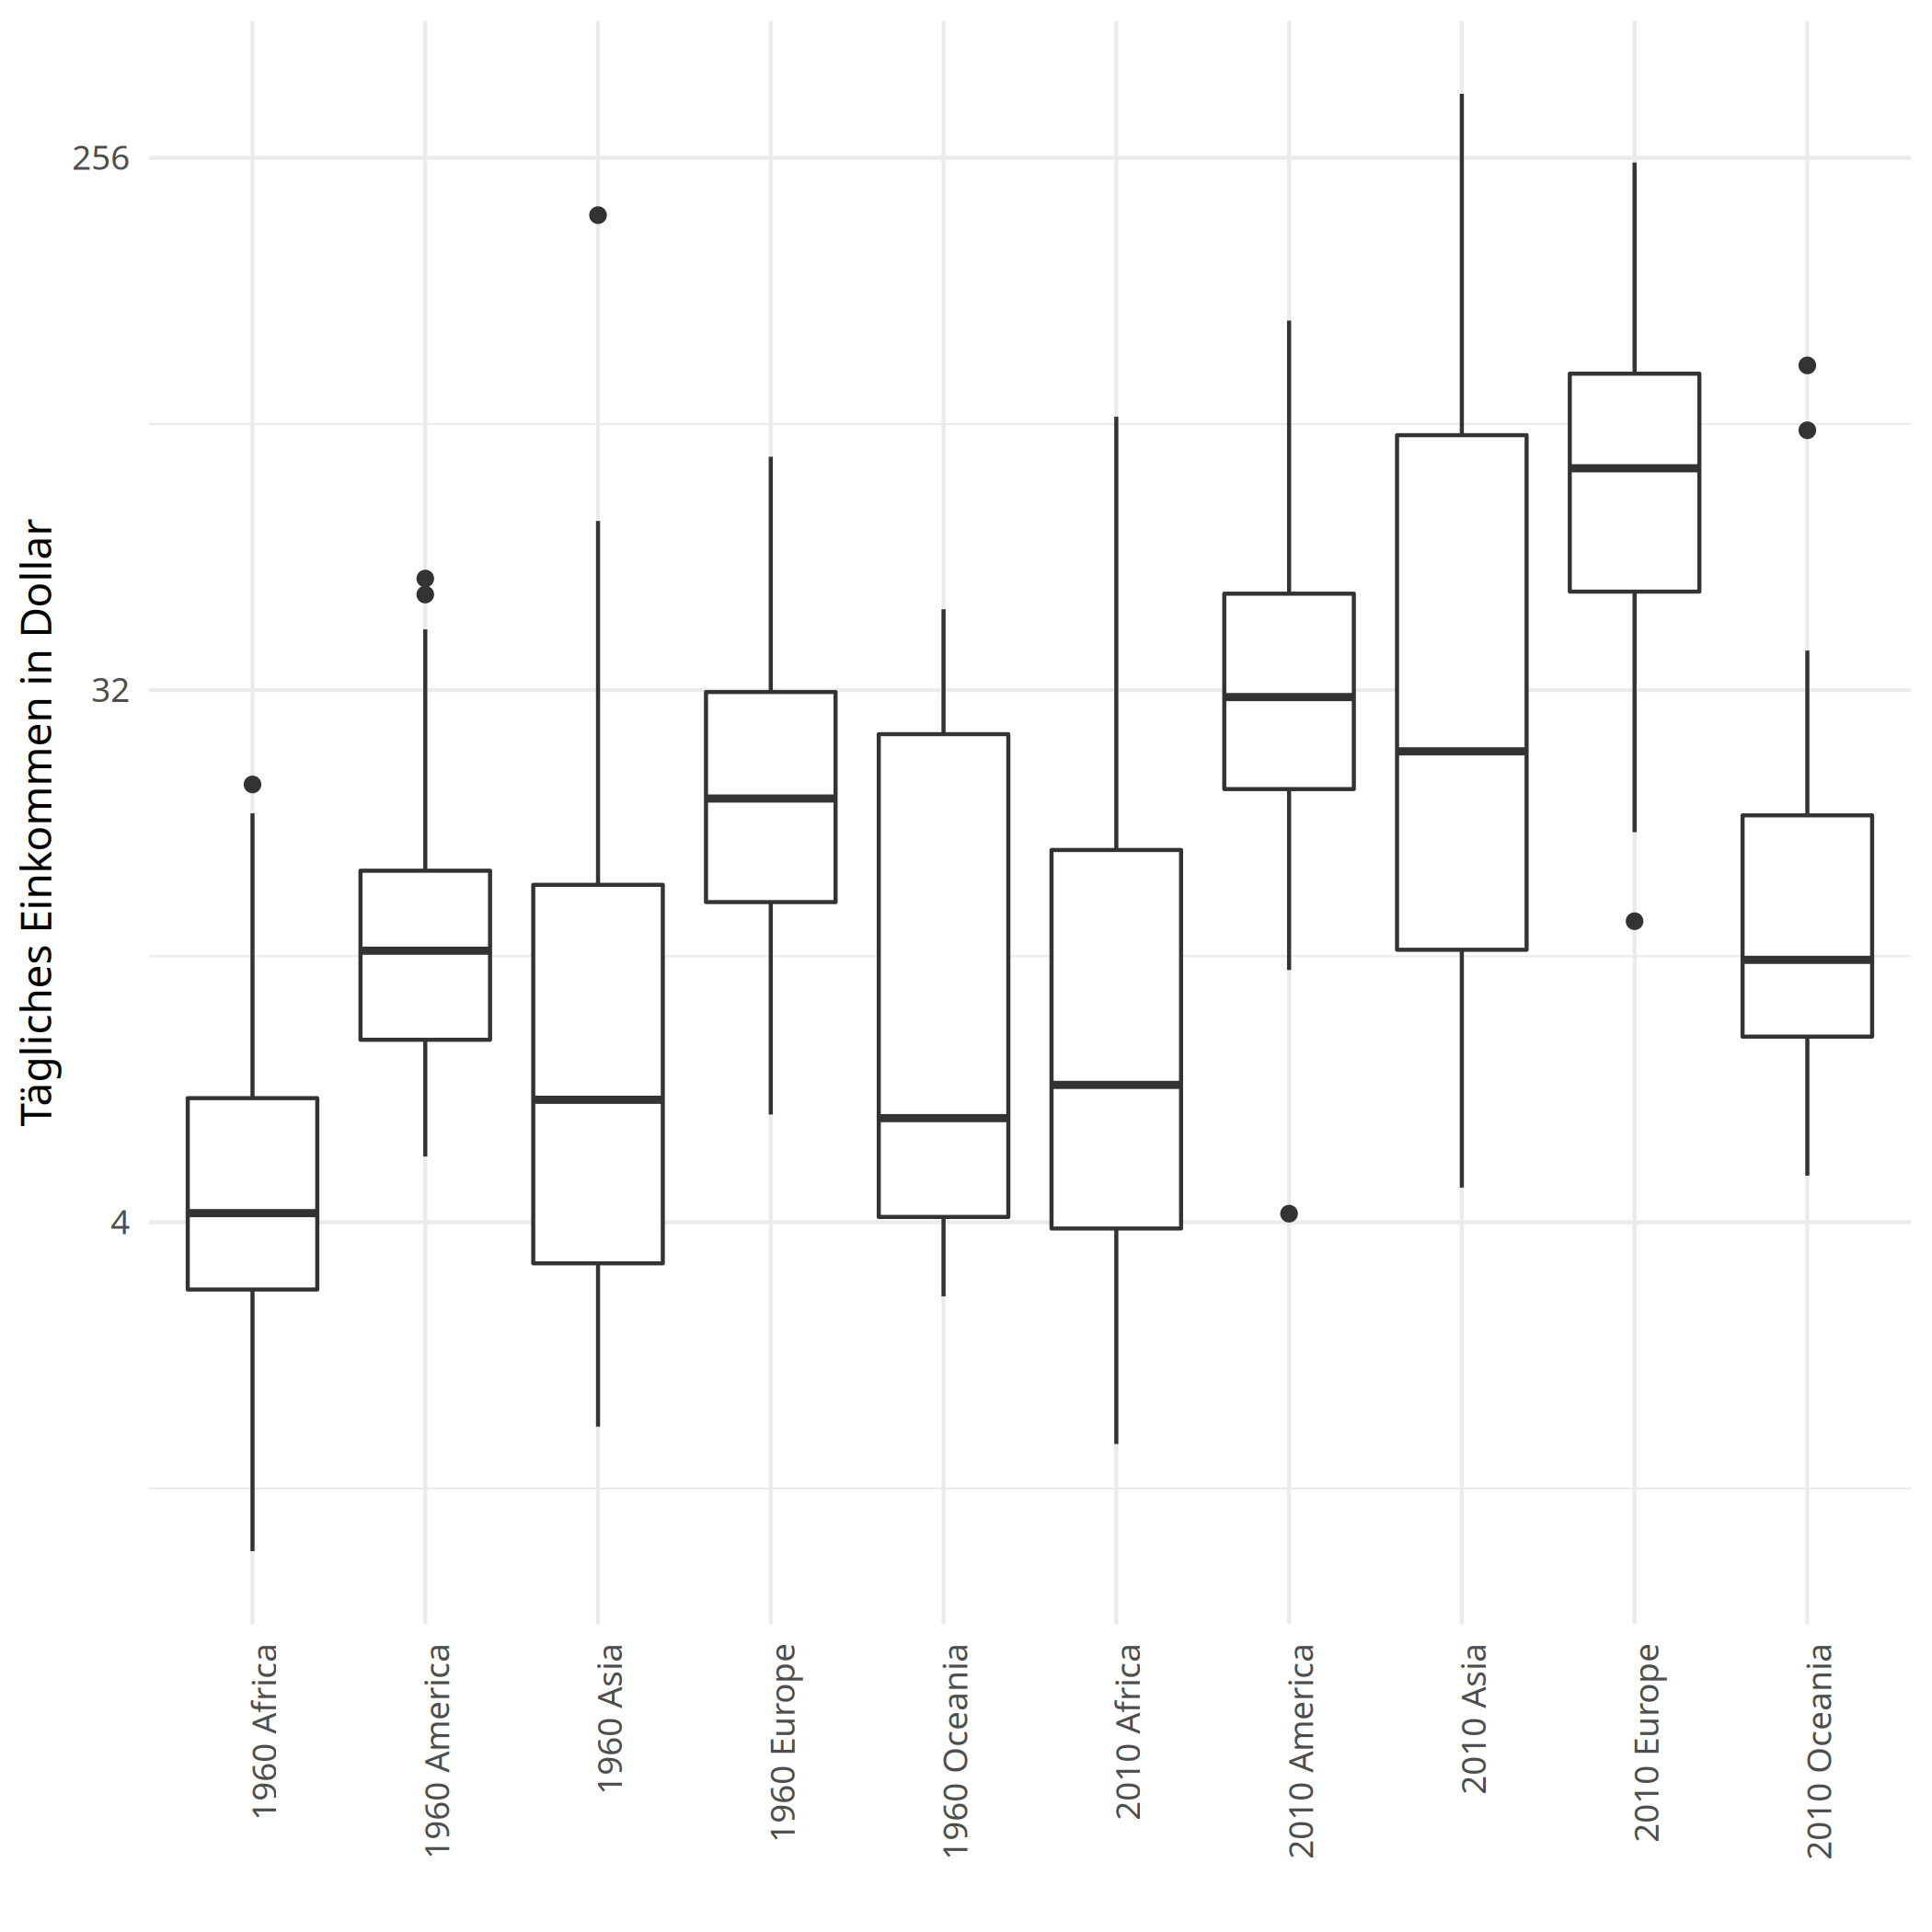 Tägliches Einkommen in Dollar
256
32
4
1960 Africa
1960 America
1960 Asia
1960 Europe
1960 Oceania
2010 Africa
2010 America
2010 Asia
2010 Europe
2010 Oceania